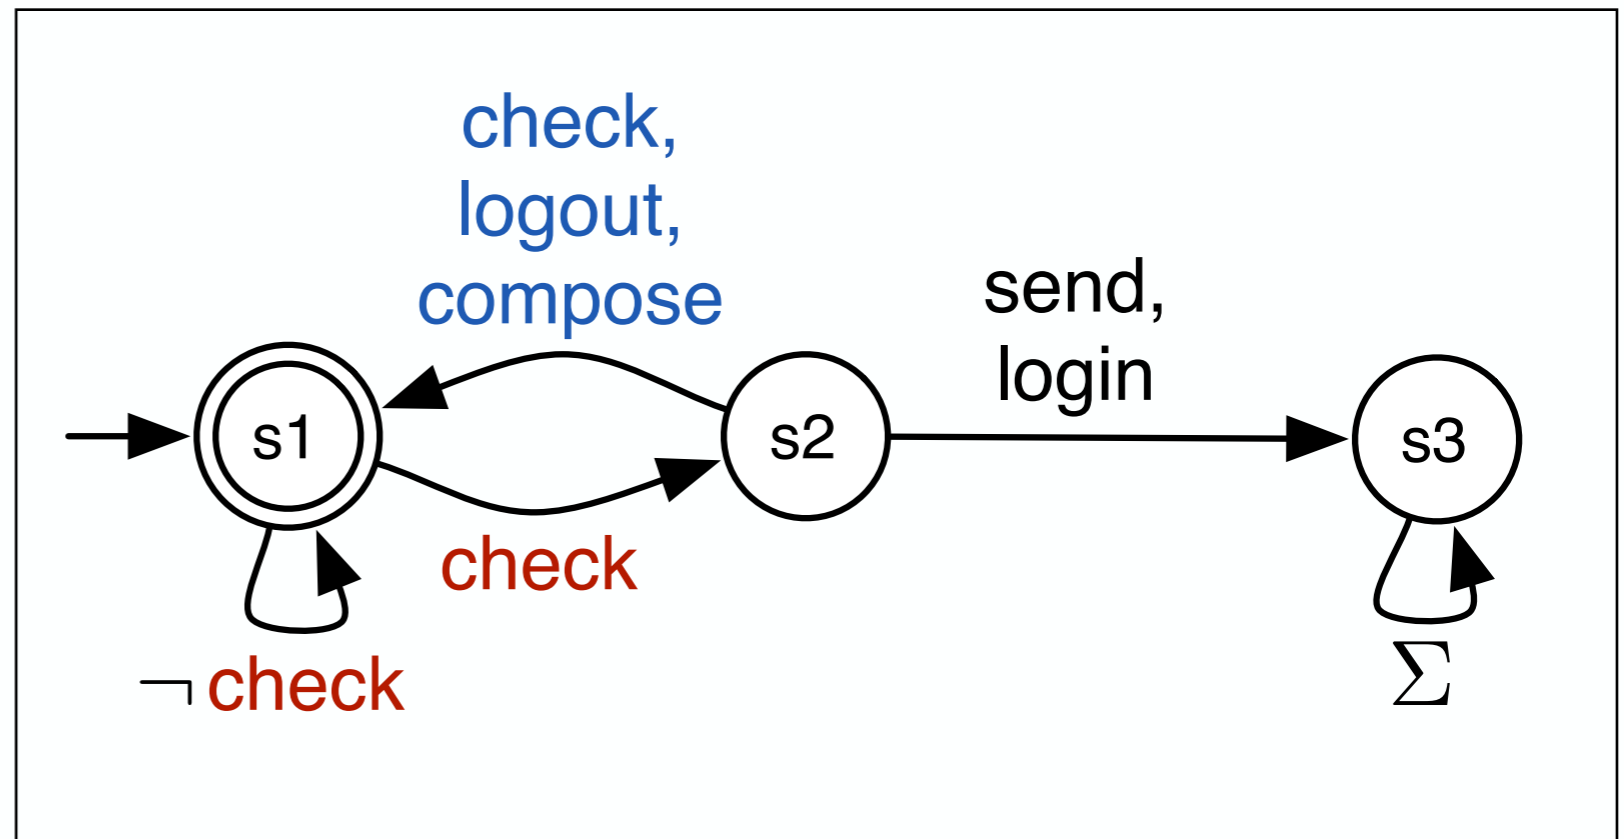 check,
logout,
compose
send,
login
s1
s2
s3
check
¬ check
Σ